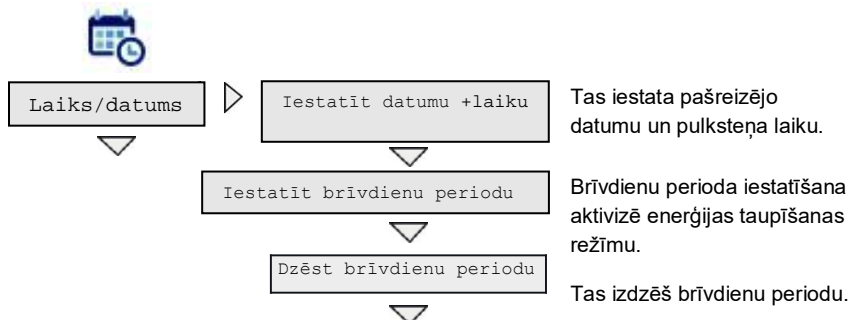 Laiks/datums
Iestatīt datumu +laiku
Tas iestata pašreizējo
datumu un pulksteņa laiku.
Iestatīt brīvdienu periodu
Brīvdienu perioda iestatīšana
aktivizē enerģijas taupīšanas
režīmu.
Dzēst brīvdienu periodu
Tas izdzēš brīvdienu periodu.